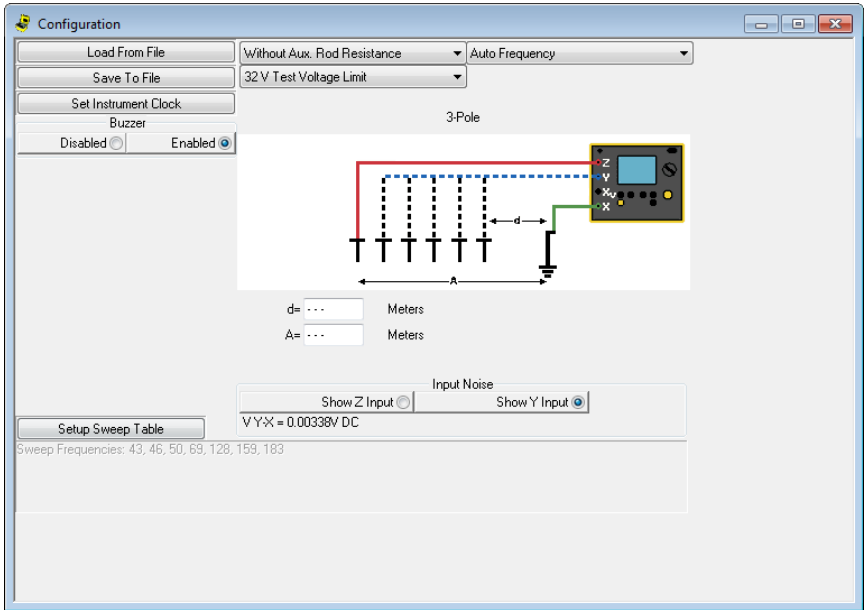 Configuration
Load From File
Without Aux. Rod Resistance
Auto Frequency
Save To File
32 V Test Voltage Limit
Set Instrument Clock
Buzzer
Disabled
Enabled
3-Pole
Z
Y
Xv
X
d
A
d= ---
Meters
A= ---
Meters
Input Noise
Show Z Input
Show Y Input
V Y-X = 0.00338V DC
Setup Sweep Table
Sweep Frequencies: 43, 46, 50, 69, 128, 159, 183